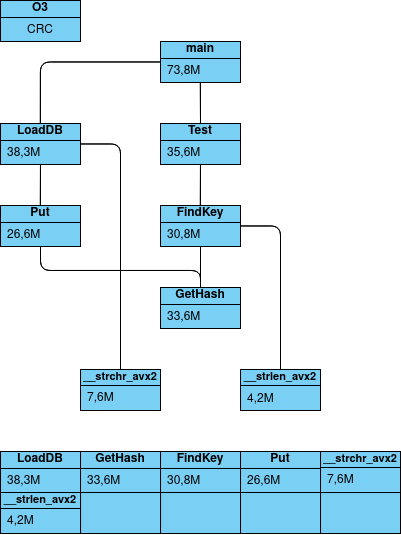 O3
CRC
main
73,8M
LoadDB
38,3M
Test
35,6M
Put
26,6M
FindKey
30,8M
GetHash
33,6M
__strchr_avx2
7,6M
__strlen_avx2
4,2M
LoadDB GetHash FindKey Put __strchr_avx2
38,3M 33,6M 30,8M 26,6M 7,6M
__strlen_avx2
4,2M